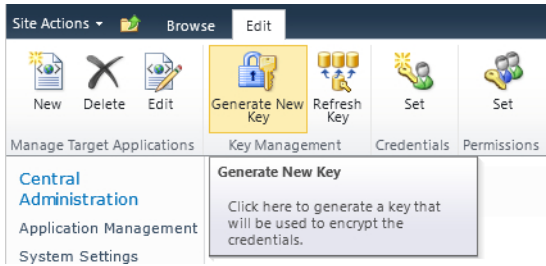 Site Actions Browse Edit
New Delete Edit Generate New Key Refresh Key Set Set
Manage Target Applications Key Management Credentials Permissions
Central Administration
Application Management
System Settings
Generate New Key
Click here to generate a key that
will be used to encrypt the
credentials.